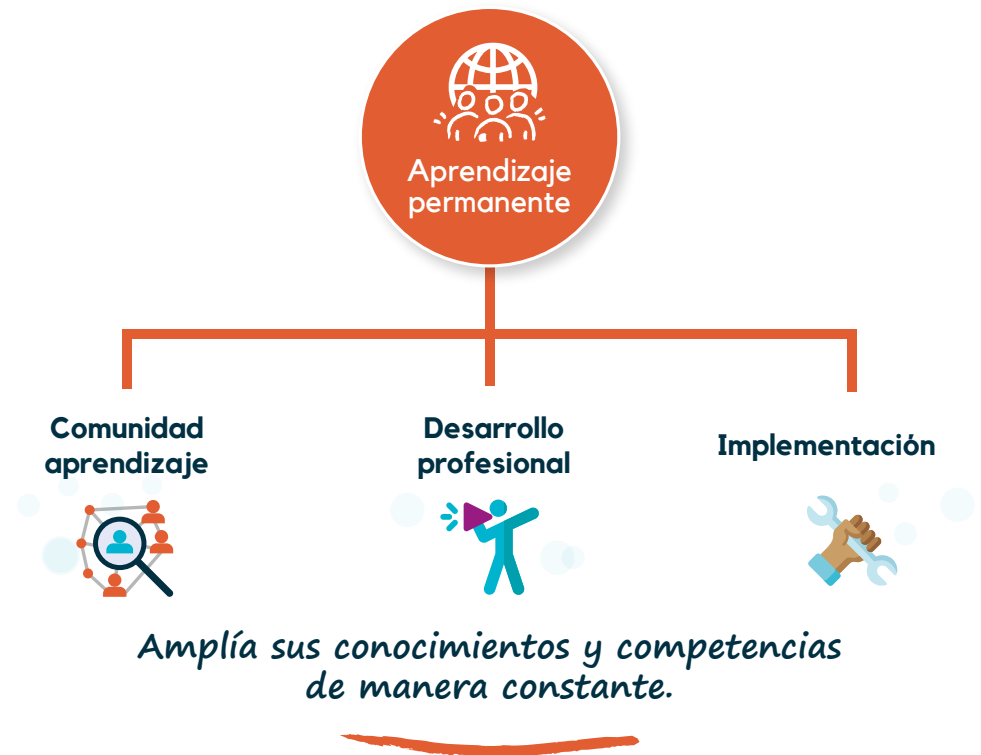 Aprendizaje
permanente
Comunidad
aprendizaje
Desarrollo
profesional
Implementación
Amplía sus conocimientos y competencias
de manera constante.